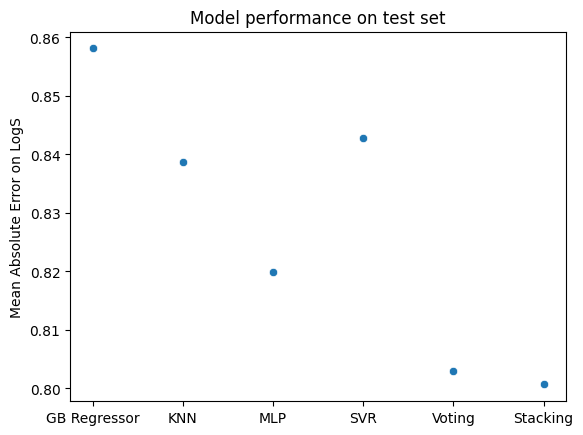 Model performance on test set
Mean Absolute Error on LogS
0.86
0.85
0.84
0.83
0.82
0.81
0.80
GB Regressor KNN MLP SVR Voting Stacking